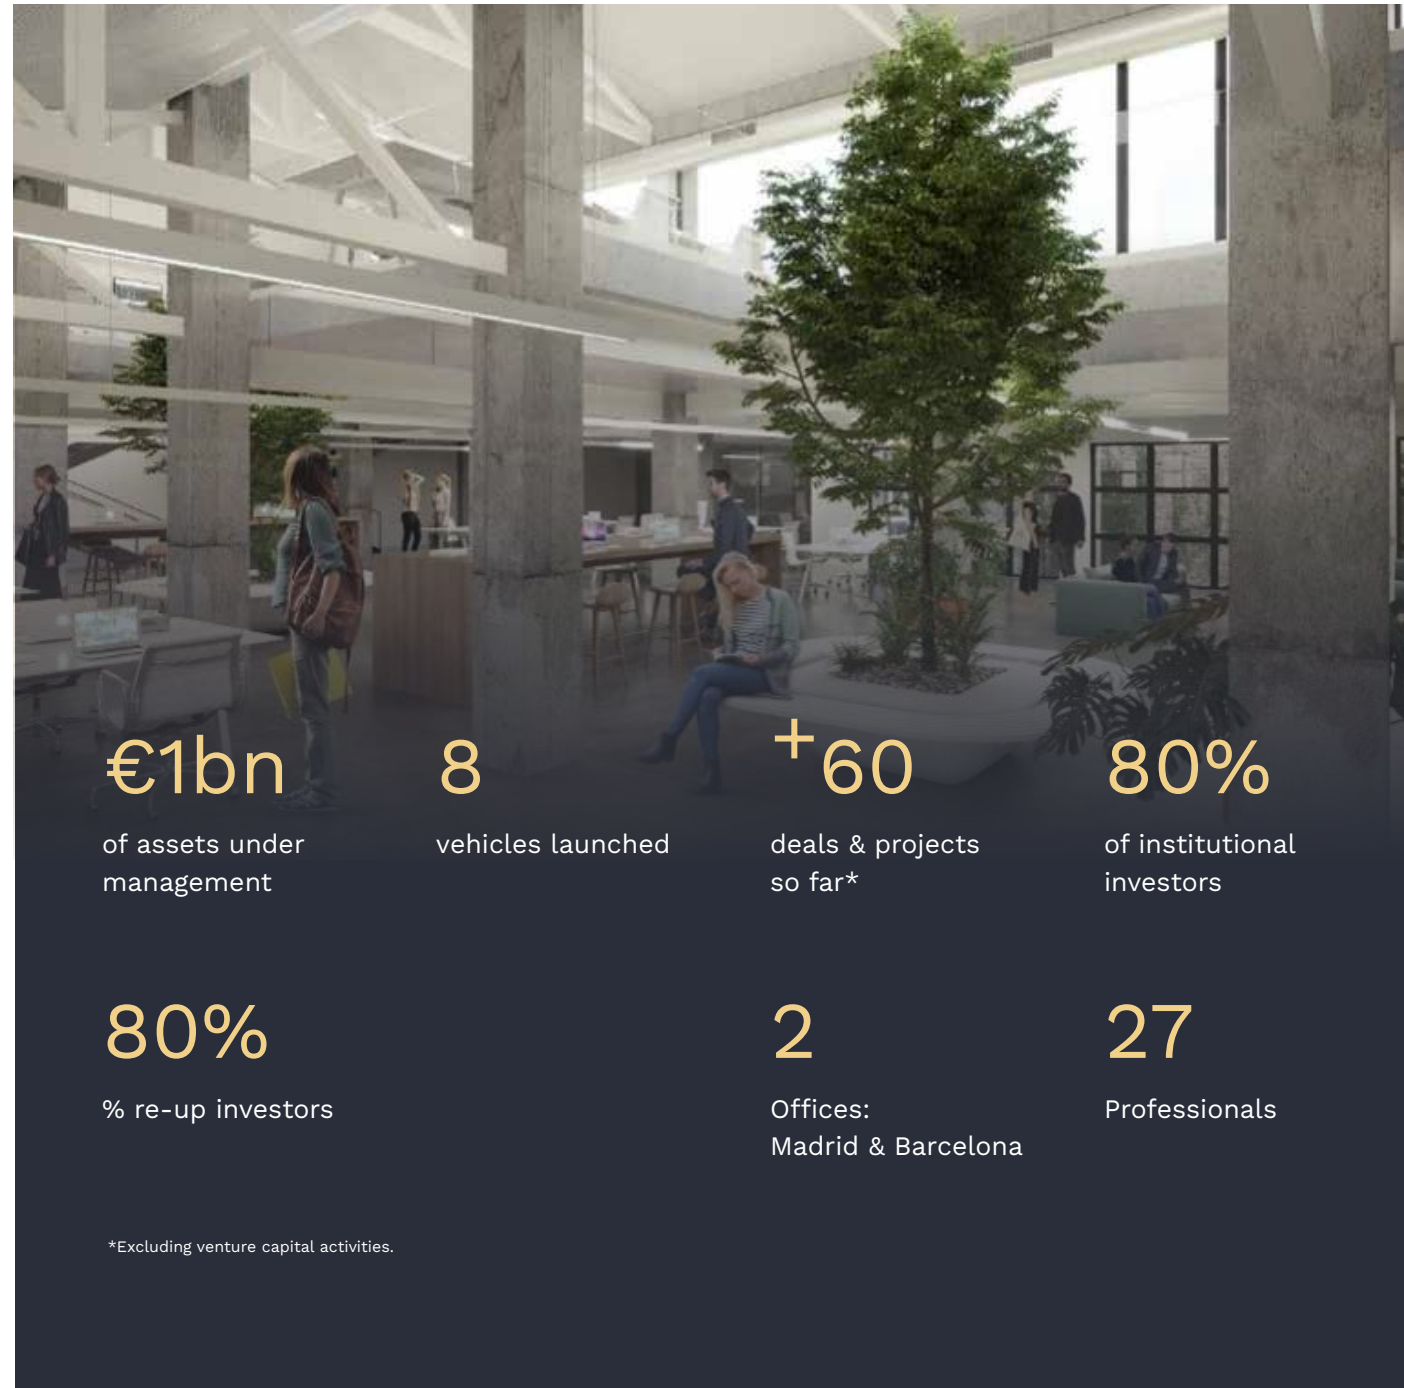 €1bn
of assets under
management
8
vehicles launched
+60
deals & projects
so far*
80%
of institutional
investors
80%
% re-up investors
2
Offices:
Madrid & Barcelona
27
Professionals
*Excluding venture capital activities.